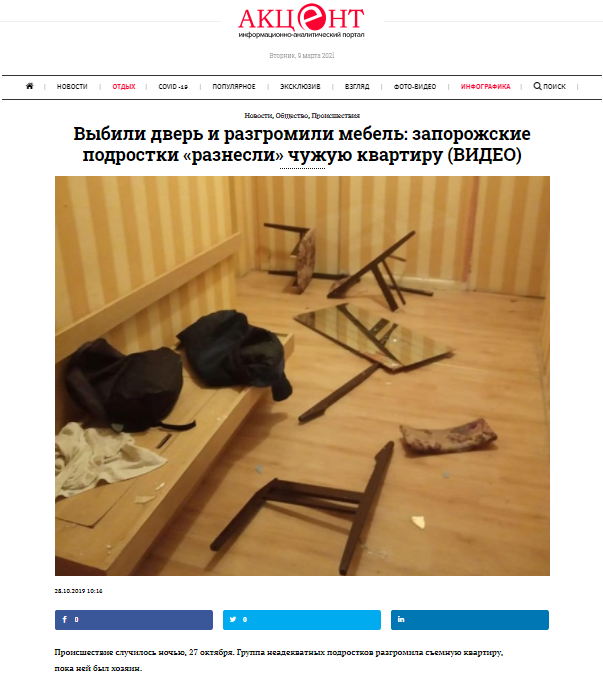 АКЦЕНТ
информационно-аналитический портал
Вторник, 9 марта 2021
НОВОСТИ | ОТДЫХ | COVID -19 | ПОПУЛЯРНОЕ | ЭКСКЛЮЗИВ | ВЗГЛЯД | ФОТО-ВИДЕО | ИНФОГРАФИКА | ПОИСК |
Новости, Общество, Происшествия
Выбили дверь и разгромили мебель: запорожские
подростки «разнесли» чужую квартиру (ВИДЕО)
28.10.2019 10:16
0 0
Происшествие случилось ночью, 27 октября. Группа неадекватных подростков разгромила съемную квартиру,
пока ней был хозяин.